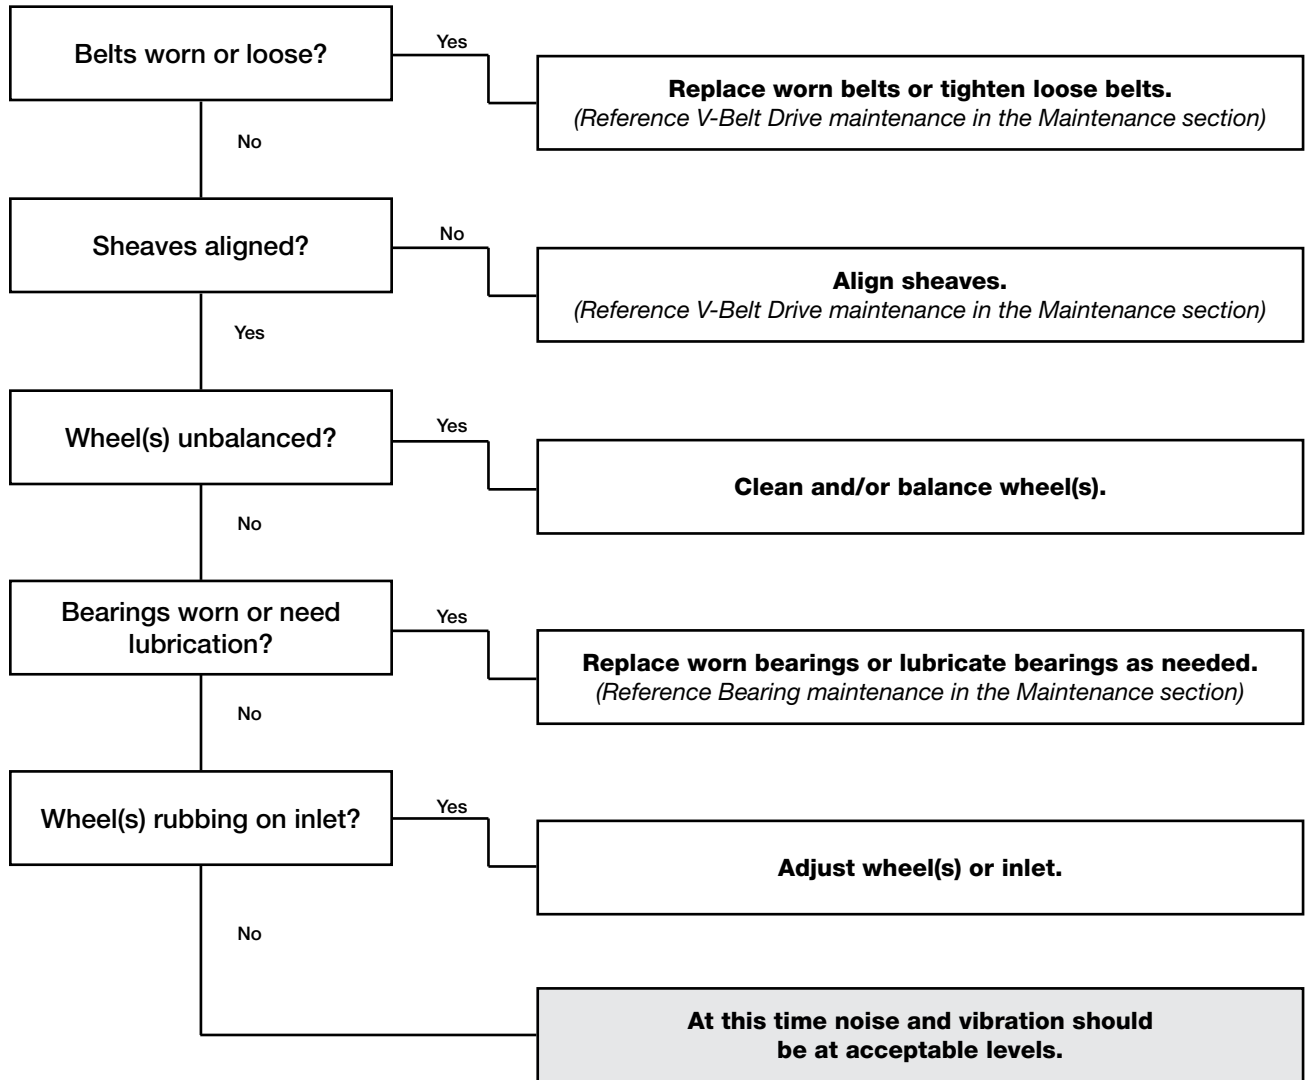 Belts worn or loose?
Yes
Replace worn belts or tighten loose belts.
(Reference V-Belt Drive maintenance in the Maintenance section)
No
Sheaves aligned?
No
Align sheaves.
(Reference V-Belt Drive maintenance in the Maintenance section)
Yes
Wheel(s) unbalanced?
Yes
Clean and/or balance wheel(s).
No
Bearings worn or need
lubrication?
Yes
Replace worn bearings or lubricate bearings as needed.
(Reference Bearing maintenance in the Maintenance section)
No
Wheel(s) rubbing on inlet?
Yes
Adjust wheel(s) or inlet.
No
At this time noise and vibration should
be at acceptable levels.